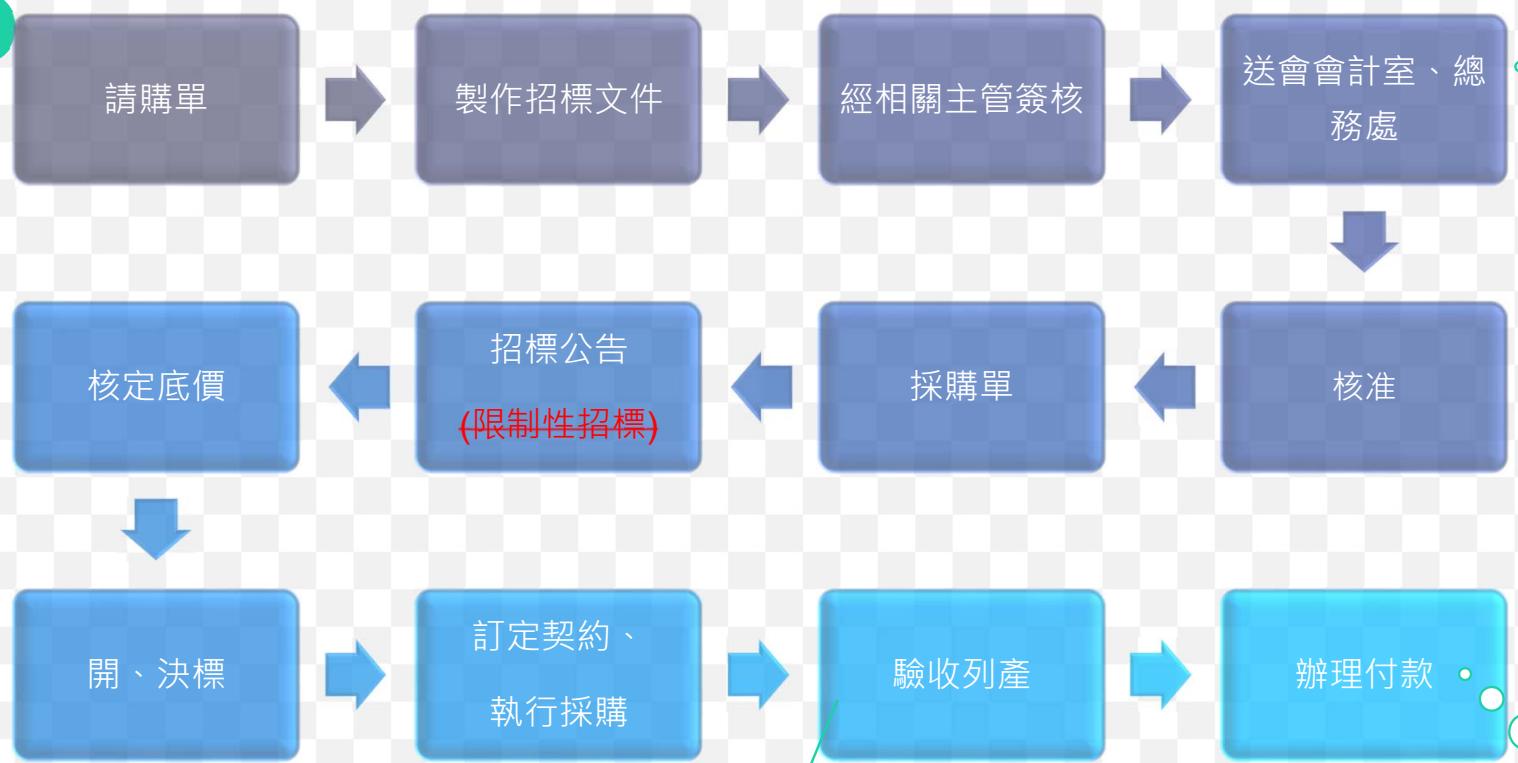 請購單
製作招標文件
經相關主管簽核
送會會計室、總
務處
核准
採購單
招標公告
(限制性招標)
核定底價
開、決標
訂定契約、
執行採購
驗收列產
辦理付款